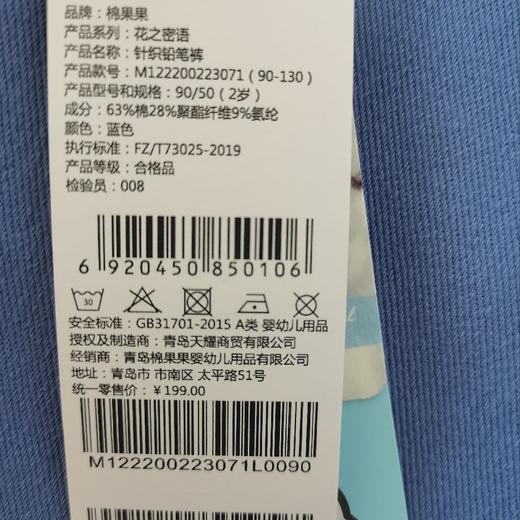 品牌：棉果果
产品系列：花之密语
产品名称：针织铅笔裤
产品款号：M122200223071（90-130）
产品型号和规格：90/50（2岁）
成分：63%棉28%聚酯纤维9%氨纶
颜色：蓝色
执行标准：FZ/T73025-2019
产品等级：合格品
检验员：008
6 920450 850106
30
安全标准：GB31701-2015 A类 婴幼儿用品
授权及制造商：青岛天耀商贸有限公司
经销商：青岛棉果果婴幼儿用品有限公司
地址：青岛市 市南区 太平路51号
统一零售价：￥199.00
M122200223071L0090